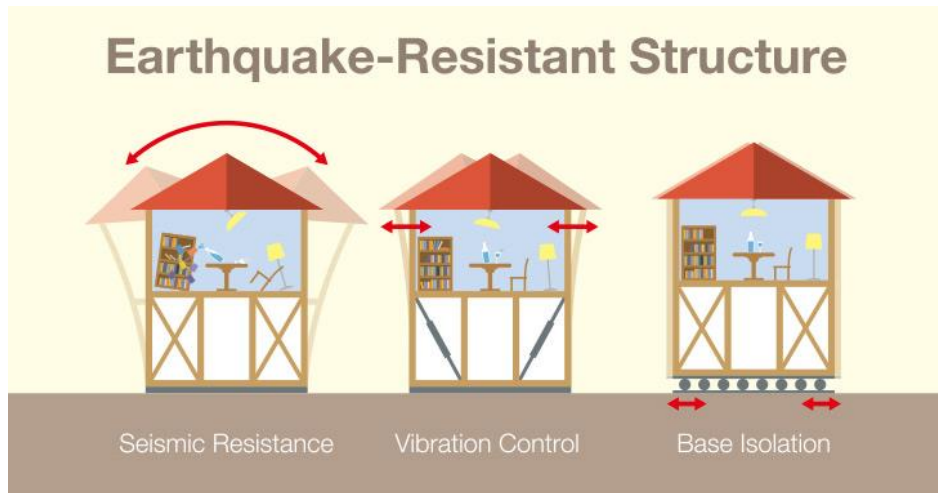 Earthquake-Resistant Structure
Seismic Resistance
Vibration Control
Base Isolation